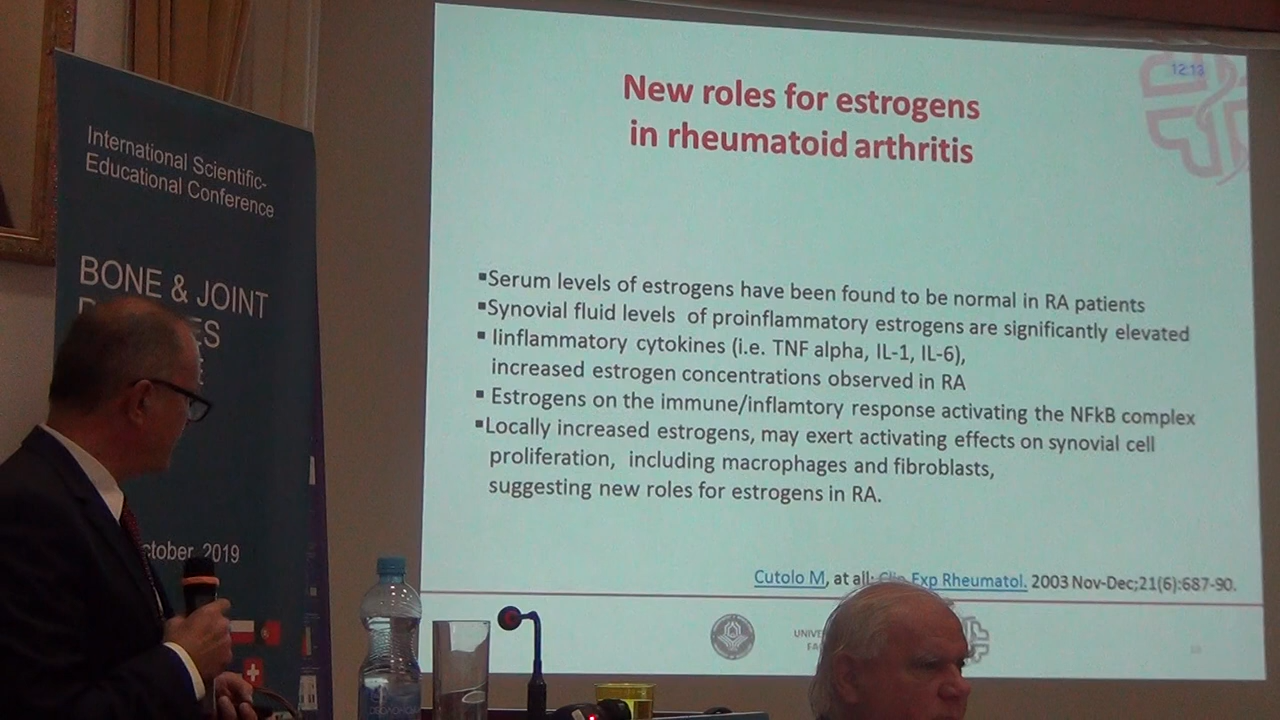 International Scientific-
Educational Conference
BONE & JOINT
ctober, 2019
12:13
New roles for estrogens
in rheumatoid arthritis
▪Serum levels of estrogens have been found to be normal in RA patients
▪Synovial fluid levels of proinflammatory estrogens are significantly elevated
▪ Iinflammatory cytokines (i.e. TNF alpha, IL-1, IL-6),
increased estrogen concentrations observed in RA
▪ Estrogens on the immune/inflamtory response activating the NFkB complex
▪Locally increased estrogens, may exert activating effects on synovial cell
proliferation, including macrophages and fibroblasts,
suggesting new roles for estrogens in RA.
Cutolo M, at all: Clin Exp Rheumatol. 2003 Nov-Dec;21(6):687-90.